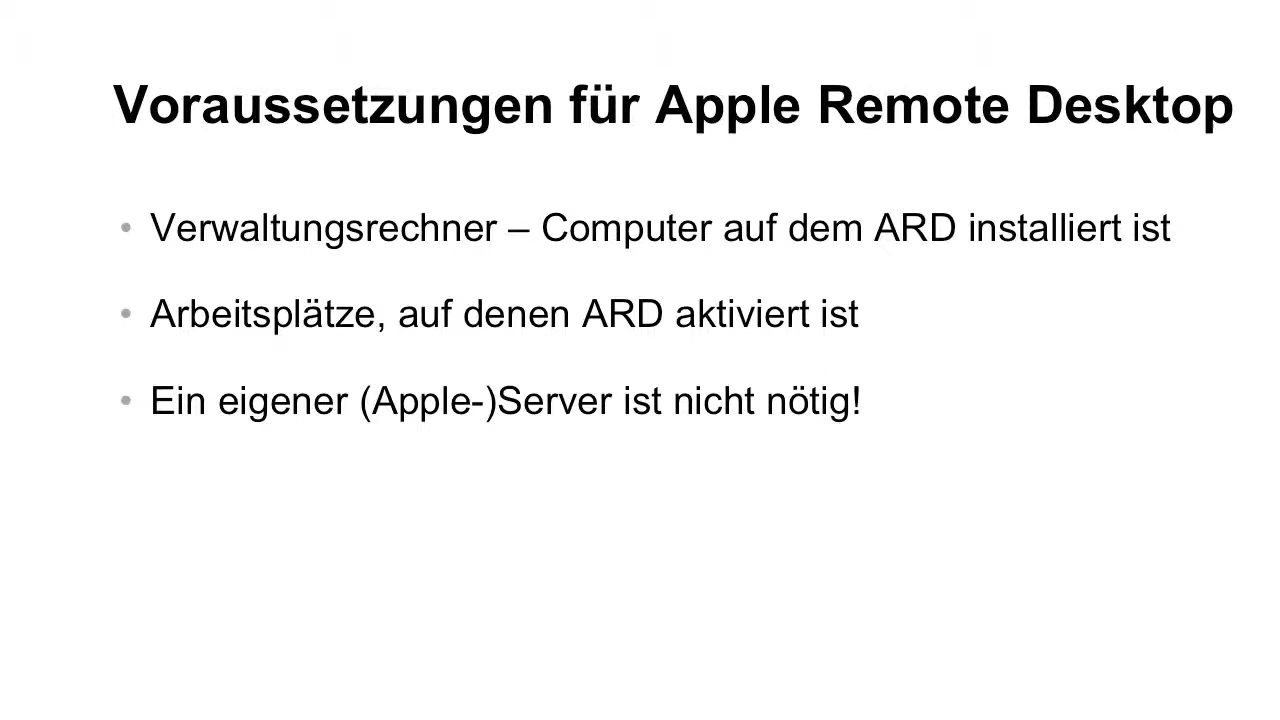 Voraussetzungen für Apple Remote Desktop
• Verwaltungsrechner – Computer auf dem ARD installiert ist
• Arbeitsplätze, auf denen ARD aktiviert ist
• Ein eigener (Apple-)Server ist nicht nötig!